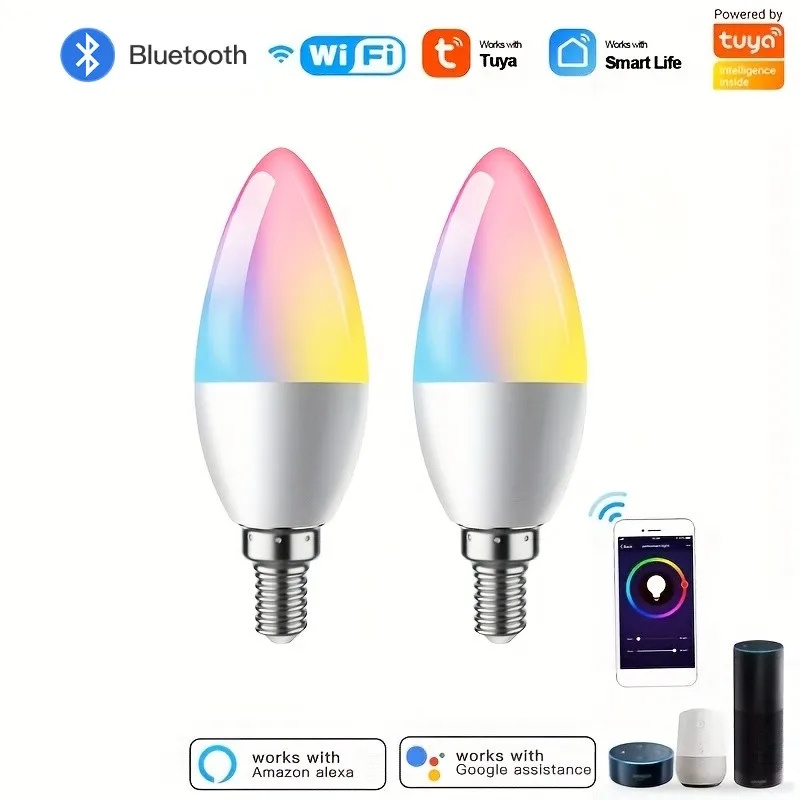 Bluetooth
WiFi
Works with
Tuya
Works with
Smart Life
Powered by
tuya
intelligence
inside
works with
Amazon alexa
works with
Google assistance